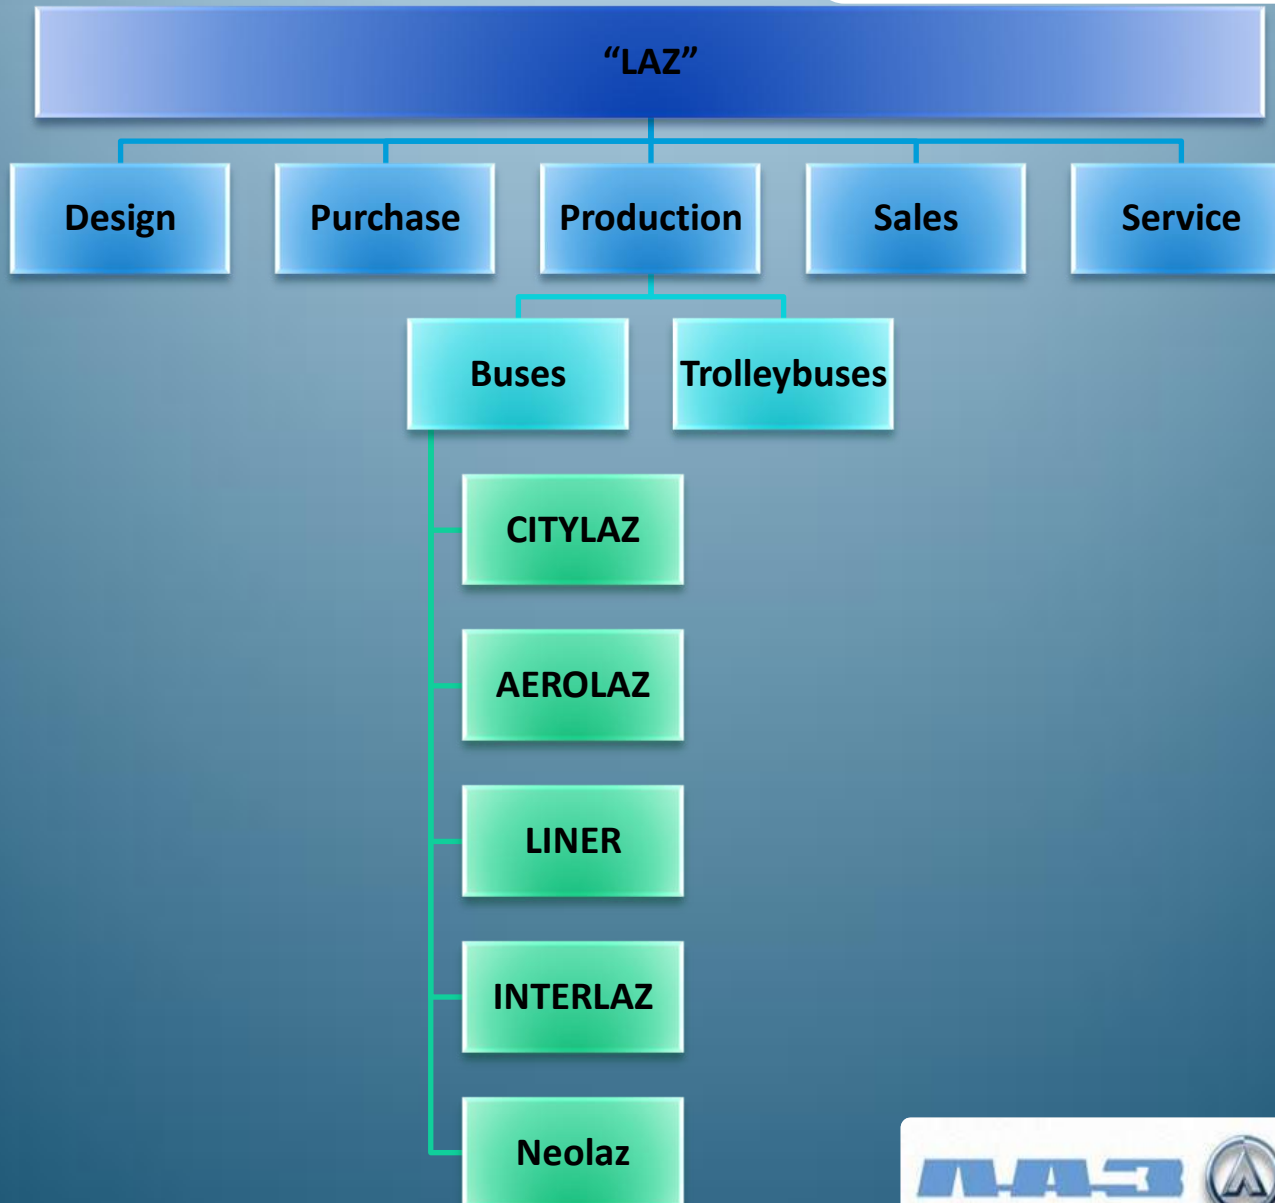 “LAZ”
Design
Purchase
Production
Sales
Service
Buses
Trolleybuses
CITYLAZ
AEROLAZ
LINER
INTERLAZ
Neolaz
ЛАЗ